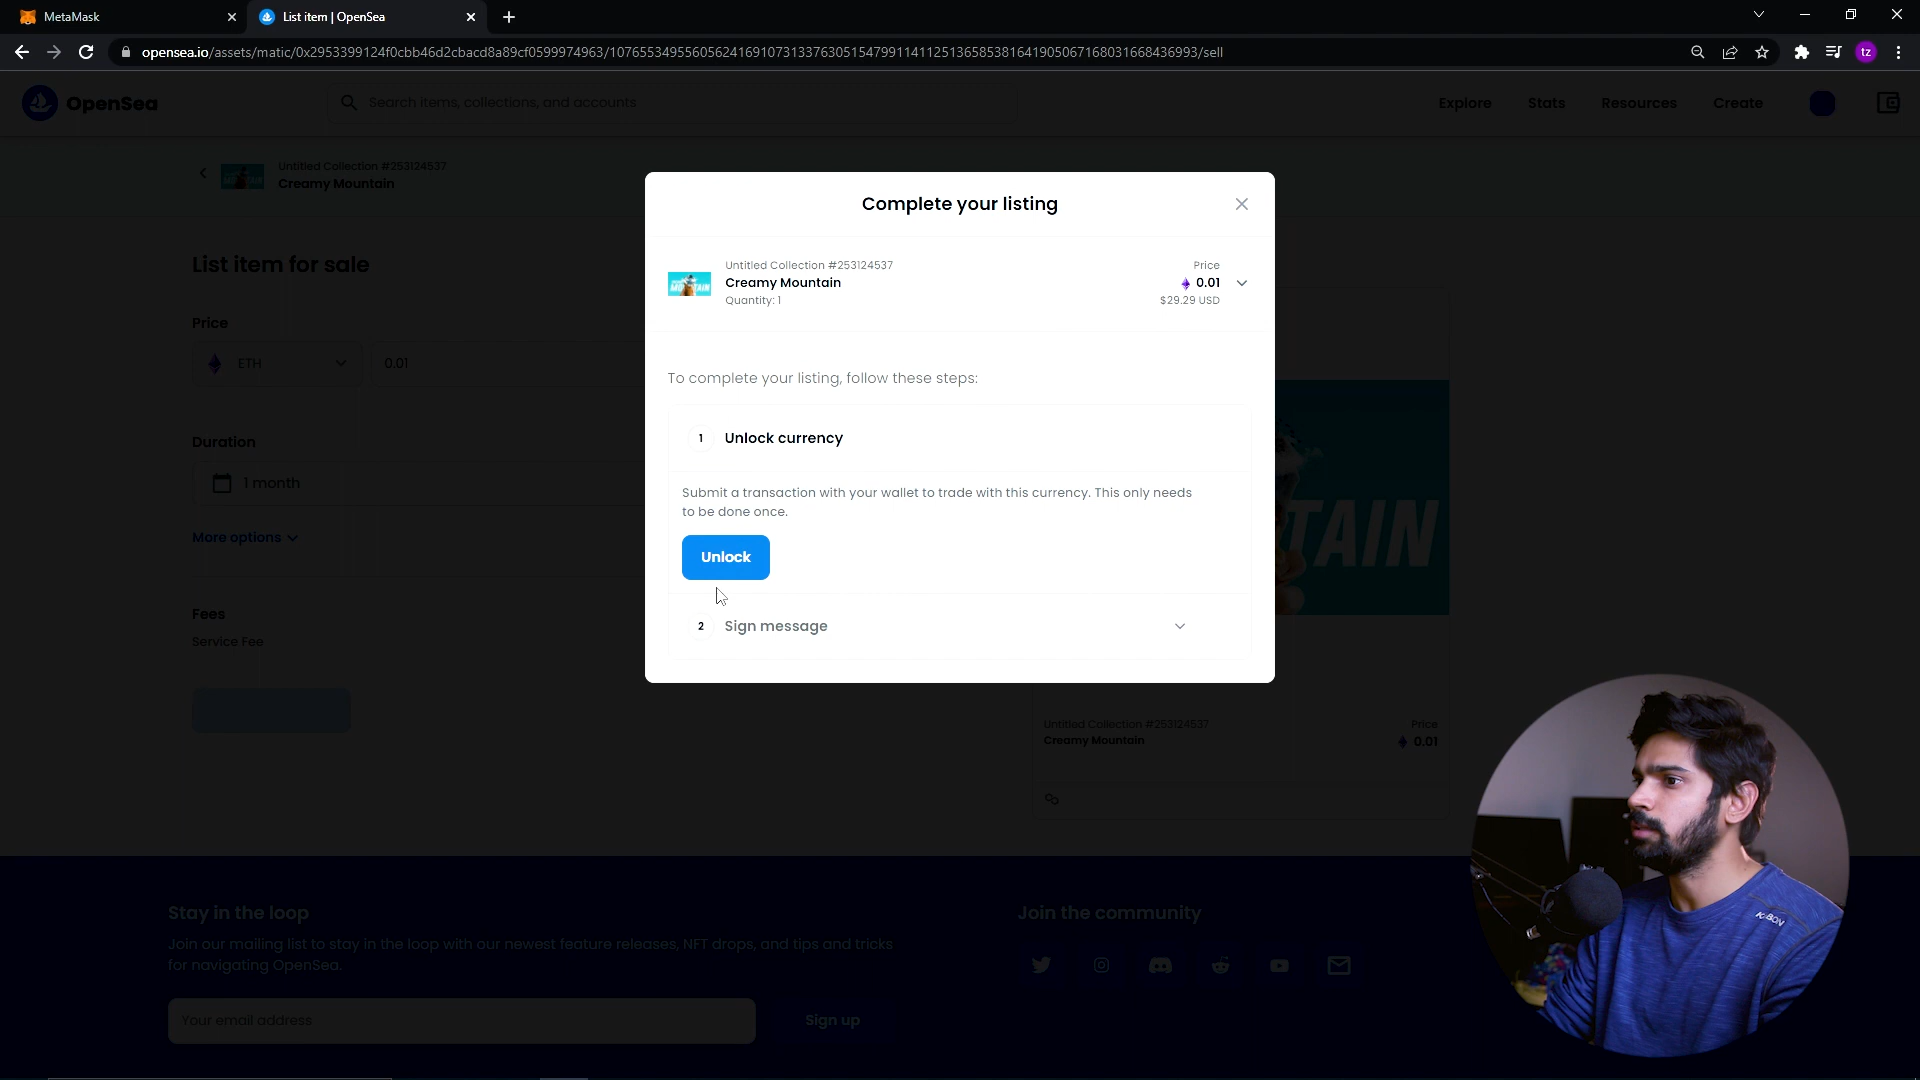 MetaMask
List item | OpenSea
opensea.io/assets/matic/0x2953399124f0cbb46d2cbacd8a89cf0599974963/107655349556056241691073133763051547991141125136585381641905067168031668436993/sell
tz
OpenSea
Search items, collections, and accounts
Explore
Stats
Resources
Create
Untitled Collection #253124537
Creamy Mountain
List item for sale
Price
ETH
0.01
Duration
1 month
More options
Fees
Service Fee
Complete your listing
Untitled Collection #253124537
Creamy Mountain
Quantity: 1
Price
0.01
$29.29 USD
To complete your listing, follow these steps:
1 Unlock currency
Submit a transaction with your wallet to trade with this currency. This only needs
to be done once.
Unlock
2 Sign message
TAIN
Untitled Collection #253124537
Creamy Mountain
Price
0.01
Stay in the loop
Join our mailing list to stay in the loop with our newest feature releases, NFT drops, and tips and tricks
for navigating OpenSea.
Your email address
Sign up
Join the community